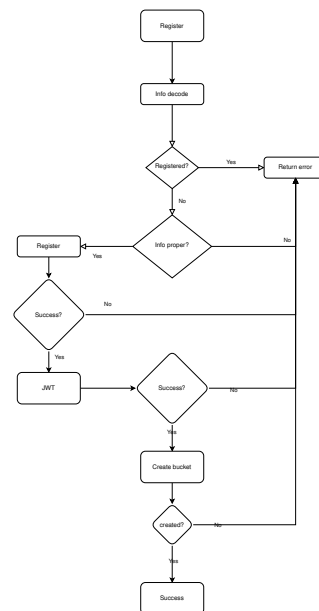 Register
Info decode
Registered?
Yes
Return error
No
Info proper?
No
Register
Yes
Success?
No
Yes
JWT
Success?
No
Yes
Create bucket
created?
No
Yes
Success